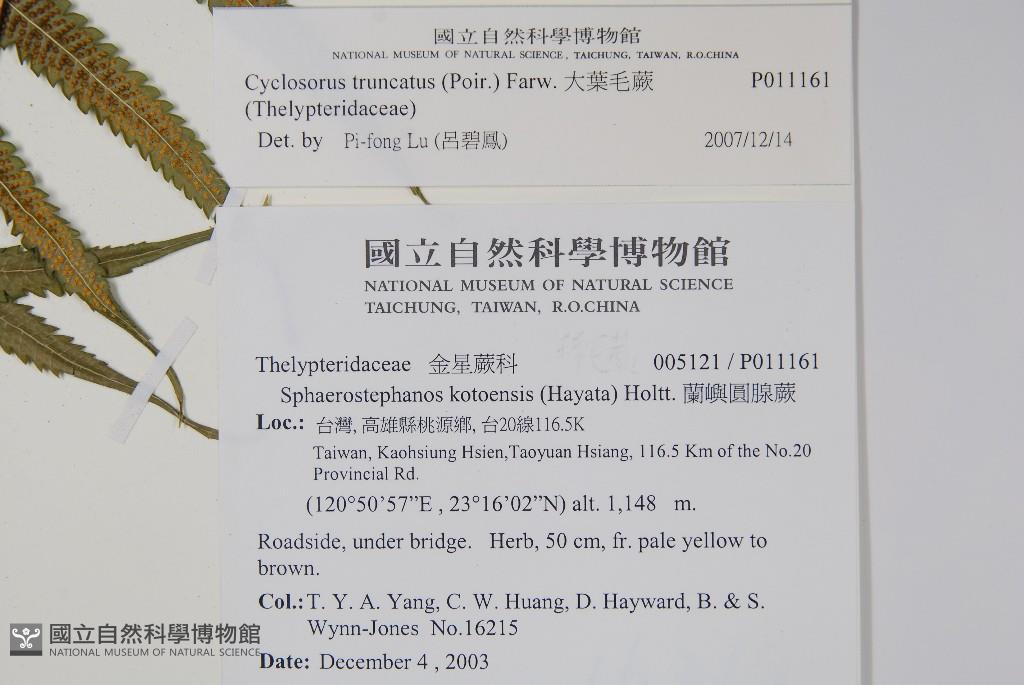 國立自然科學博物館
NATIONAL MUSEUM OF NATURAL SCIENCE, TAICHUNG, TAIWAN, R.O.CHINA
Cyclosorus truncatus (Poir.) Farw. 大葉毛蕨 P011161
(Thelypteridaceae)
Det. by Pi-fong Lu (呂碧鳳) 2007/12/14
國立自然科學博物館
NATIONAL MUSEUM OF NATURAL SCIENCE
TAICHUNG, TAIWAN, R.O.CHINA
Thelypteridaceae 金星蕨科 005121 / P011161
Sphaerostephanos kotoensis (Hayata) Holtt. 蘭嶼圓腺蕨
Loc.: 台灣, 高雄縣桃源鄉, 台20線116.5K
Taiwan, Kaohsiung Hsien,Taoyuan Hsiang, 116.5 Km of the No.20
Provincial Rd.
(120°50’57”E , 23°16’02”N) alt. 1,148 m.
Roadside, under bridge. Herb, 50 cm, fr. pale yellow to
brown.
Col.: T. Y. A. Yang, C. W. Huang, D. Hayward, B. & S.
Wynn-Jones No.16215
Date: December 4 , 2003
國立自然科學博物館
NATIONAL MUSEUM OF NATURAL SCIENCE